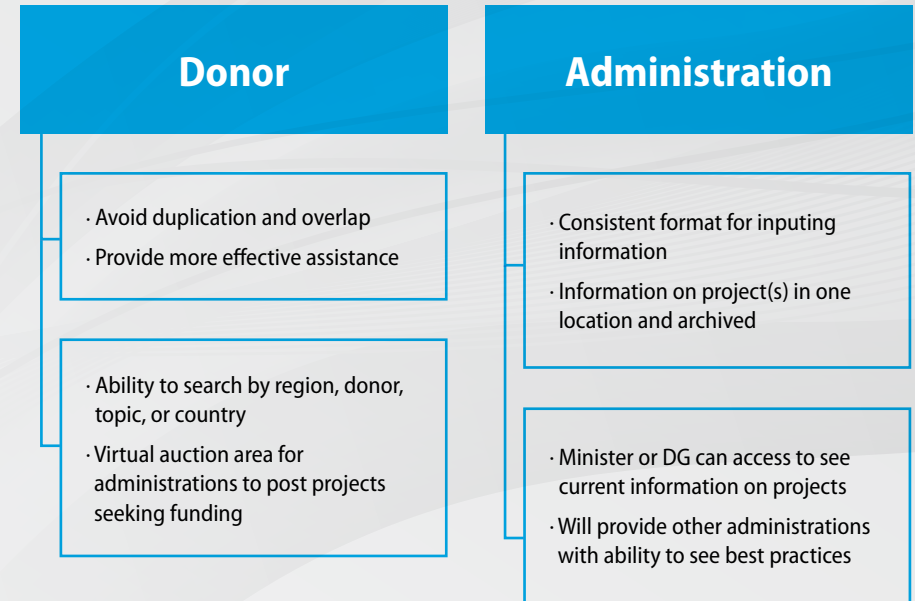 Donor
· Avoid duplication and overlap
· Provide more effective assistance
· Ability to search by region, donor,
topic, or country
· Virtual auction area for
administrations to post projects
seeking funding
Administration
· Consistent format for inputing
information
· Information on project(s) in one
location and archived
· Minister or DG can access to see
current information on projects
· Will provide other administrations
with ability to see best practices